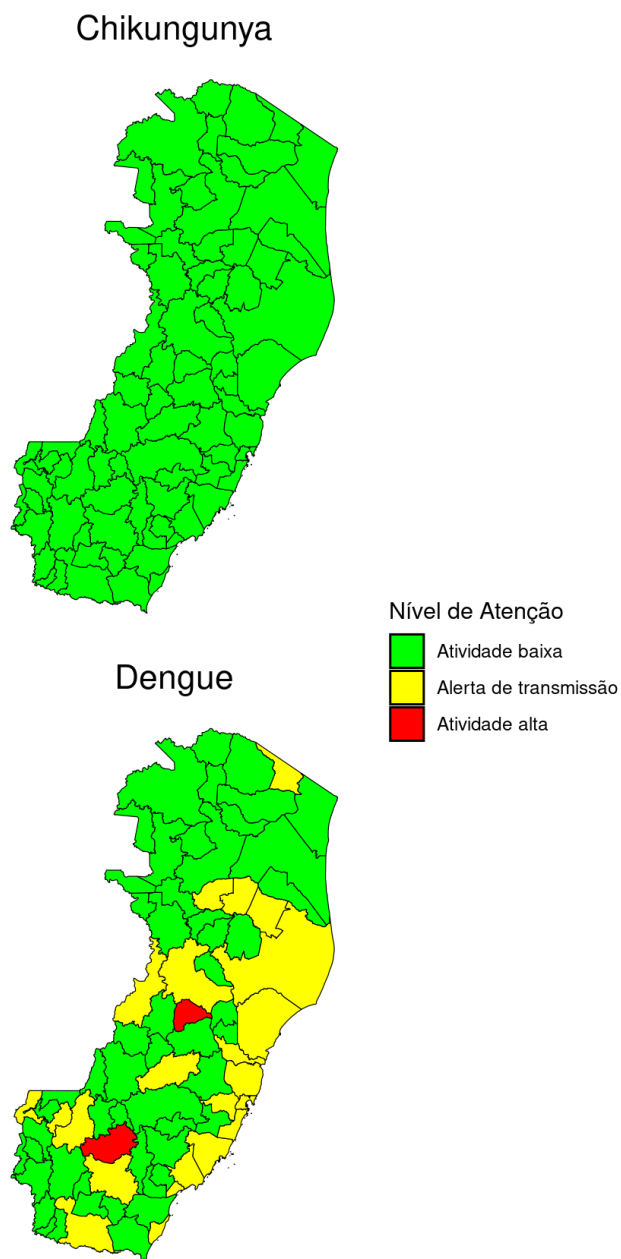 Chikungunya
Nível de Atenção
Atividade baixa
Alerta de transmissão
Atividade alta
Dengue